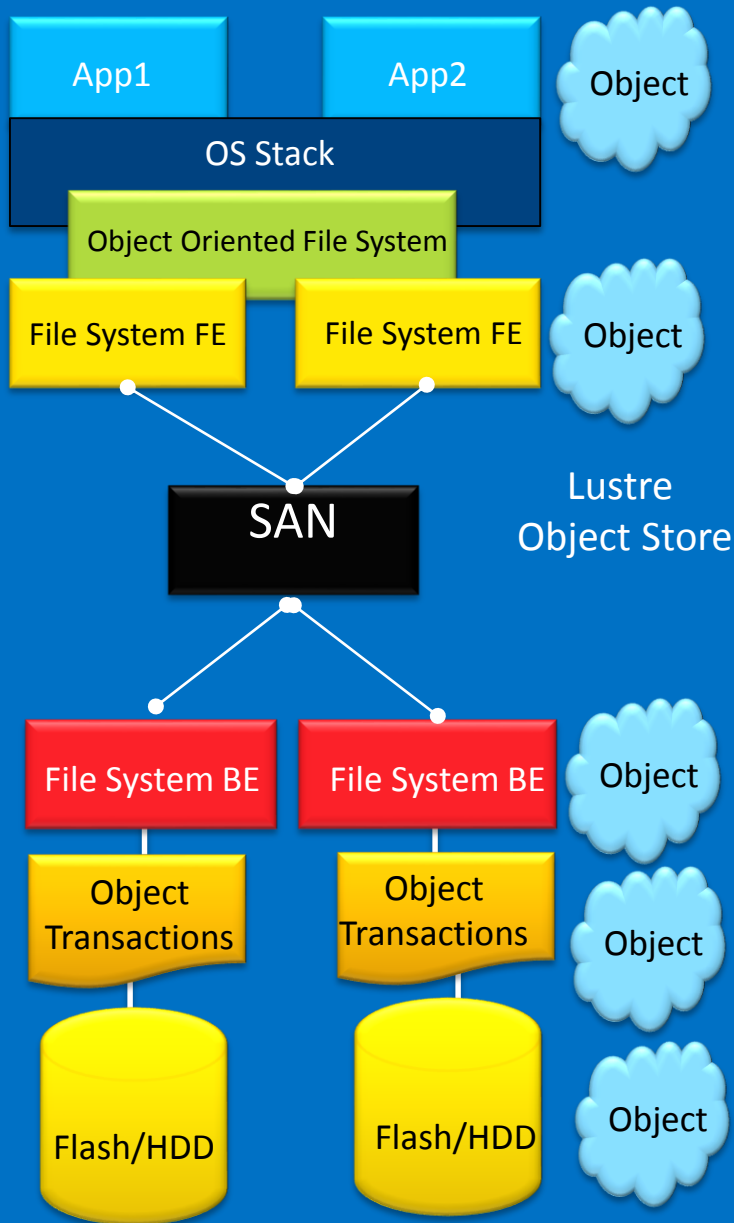 App1
App2
Object
OS Stack
Object Oriented File System
File System FE
File System FE
Object
SAN
Lustre
Object Store
File System BE
File System BE
Object
Object
Transactions
Object
Transactions
Object
Flash/HDD
Flash/HDD
Object